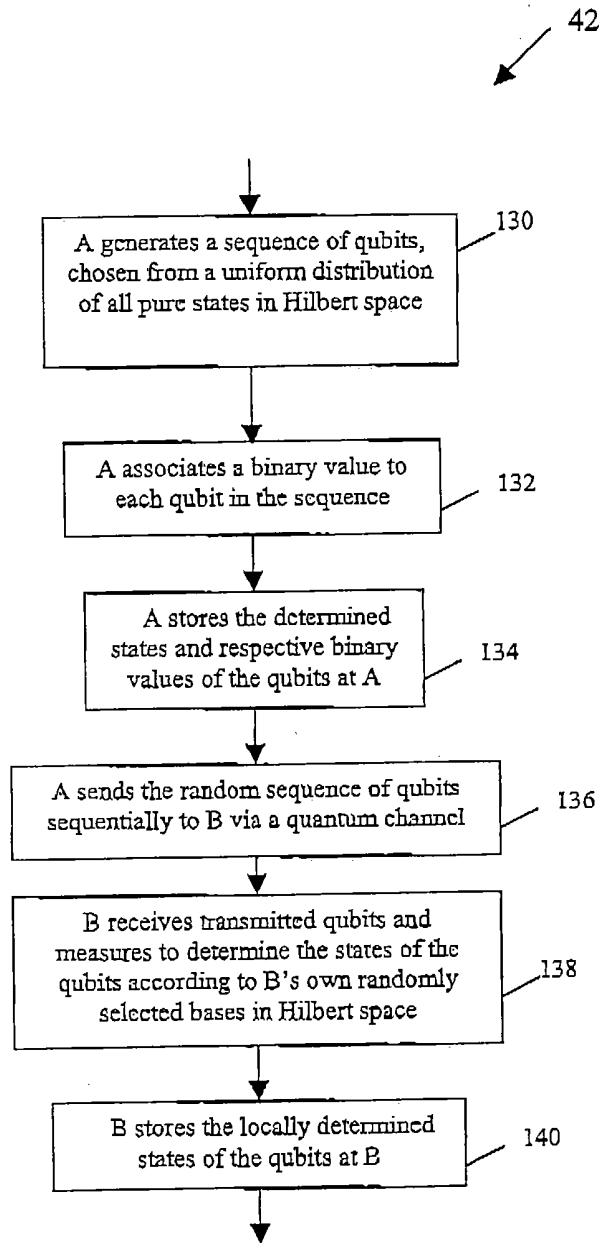 42
130
A generates a sequence of qubits,
chosen from a uniform distribution
of all pure states in Hilbert space
A associates a binary value to
each qubit in the sequence
132
A stores the determined
states and respective binary
values of the qubits at A
134
A sends the random sequence of qubits
sequentially to B via a quantum channel
136
B receives transmitted qubits and
measures to determine the states of the
qubits according to B's own randomly
selected bases in Hilbert space
138
B stores the locally determined
states of the qubits at B
140